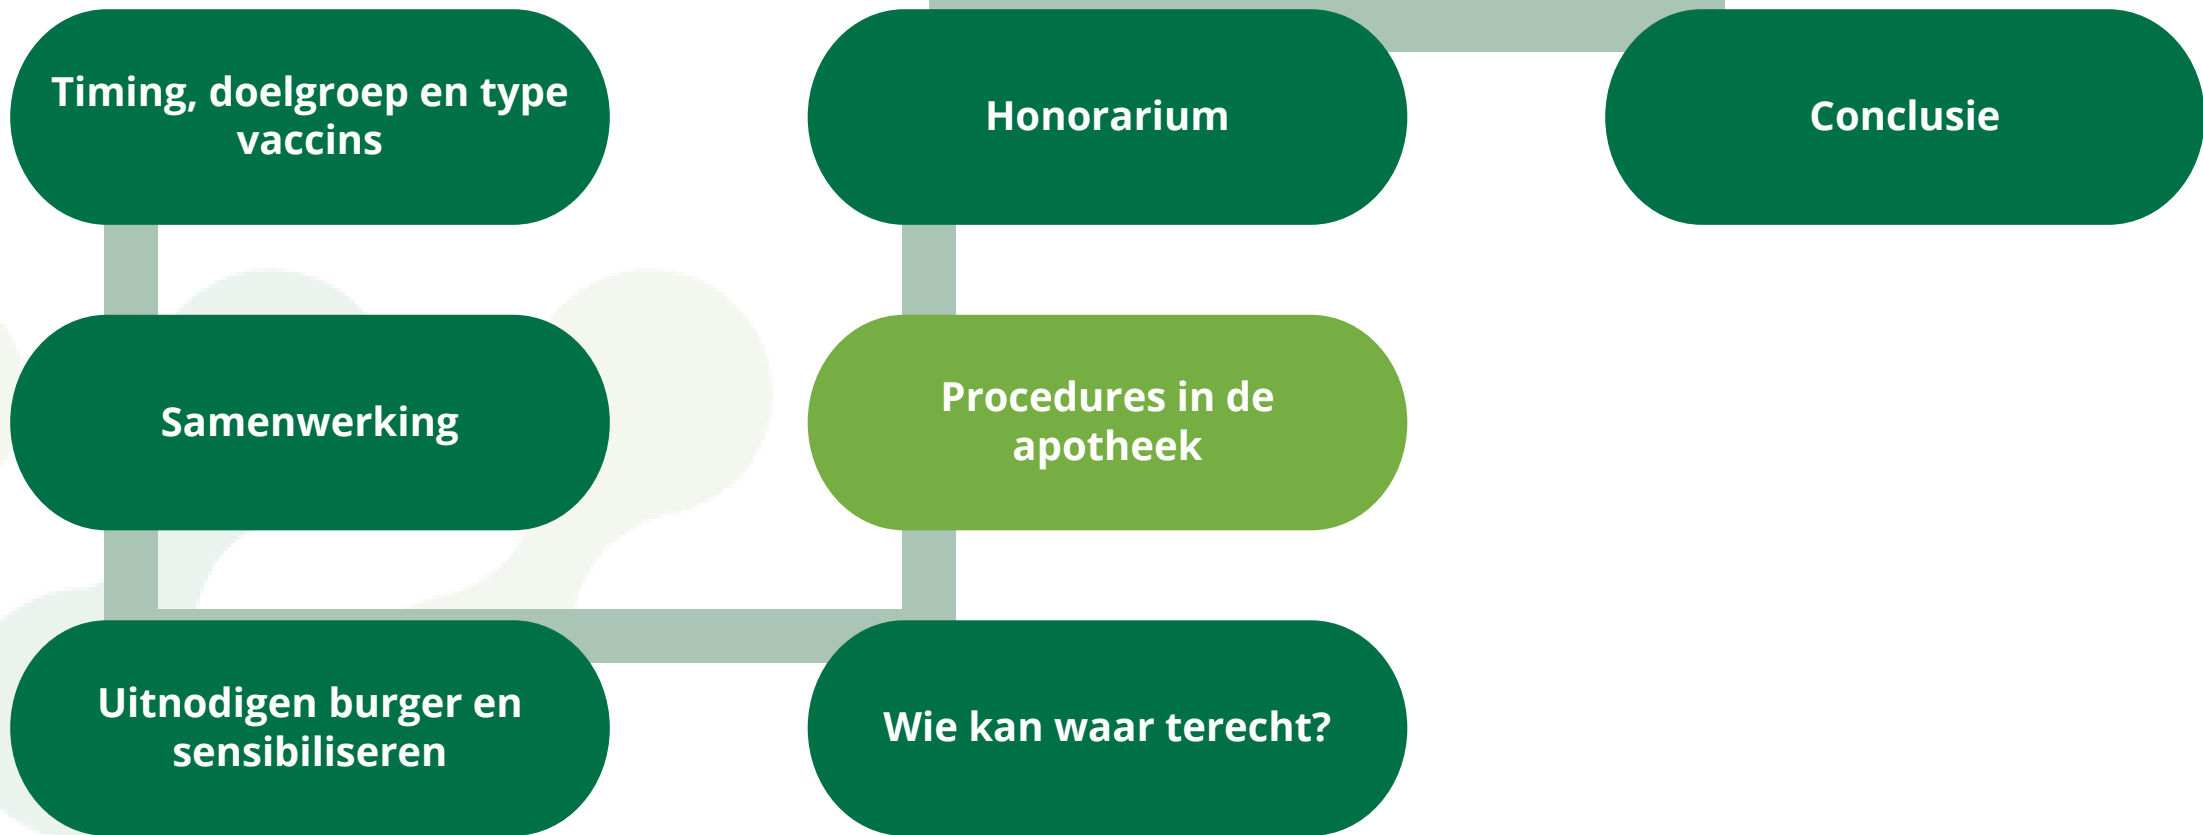 Timing, doelgroep en type
vaccins
Samenwerking
Uitnodigen burger en
sensibiliseren
Wie kan waar terecht?
Procedures in de
apotheek
Honorarium
Conclusie